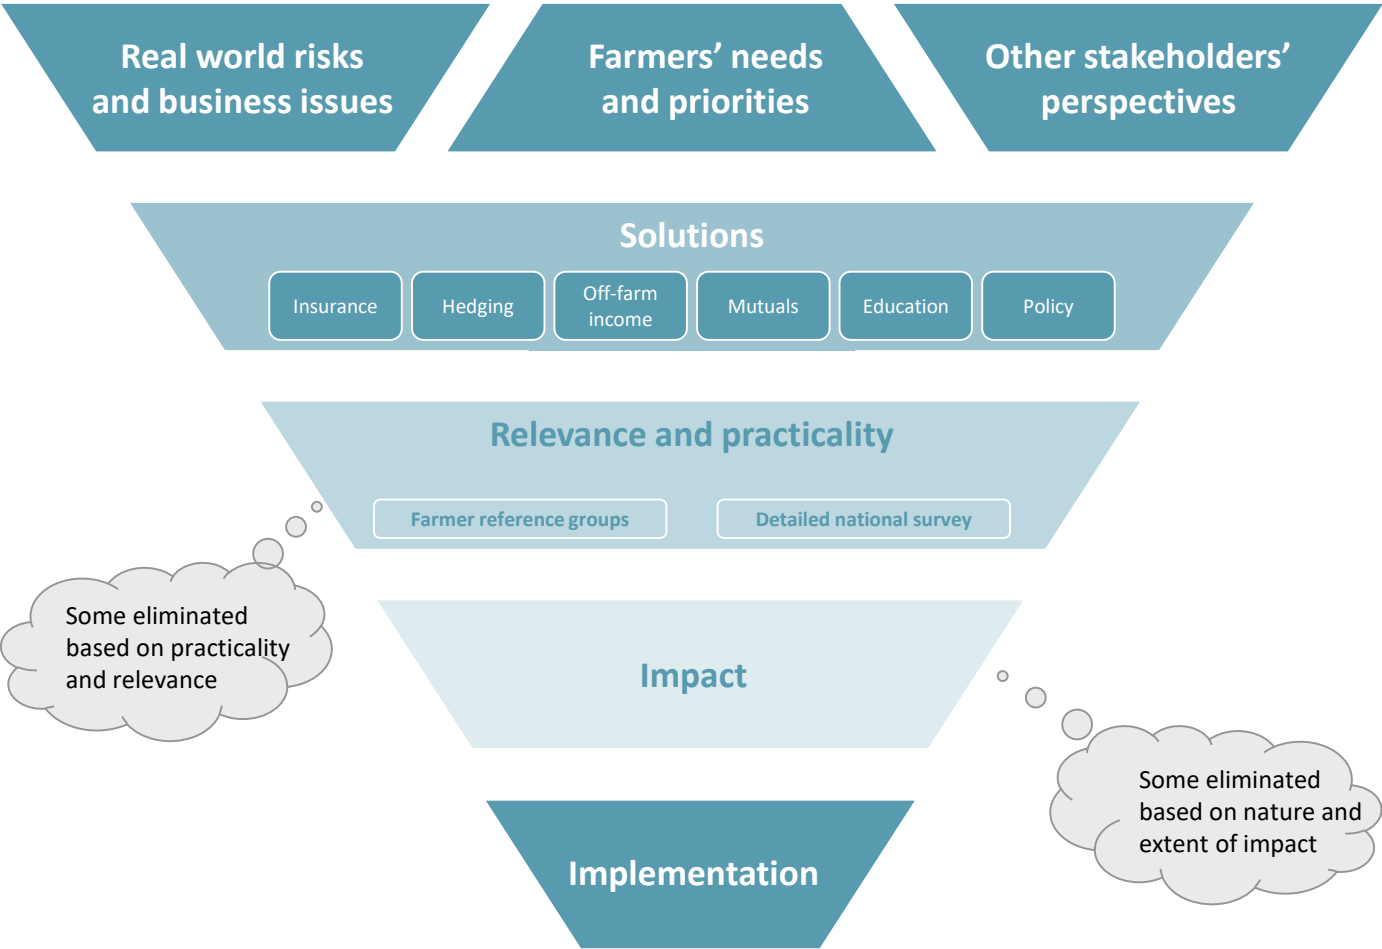 Real world risks
and business issues
Farmers’ needs
and priorities
Other stakeholders’
perspectives
Solutions
Insurance
Hedging
Off-farm
income
Mutuals
Education
Policy
Relevance and practicality
Farmer reference groups
Detailed national survey
Some eliminated
based on practicality
and relevance
Impact
Some eliminated
based on nature and
extent of impact
Implementation